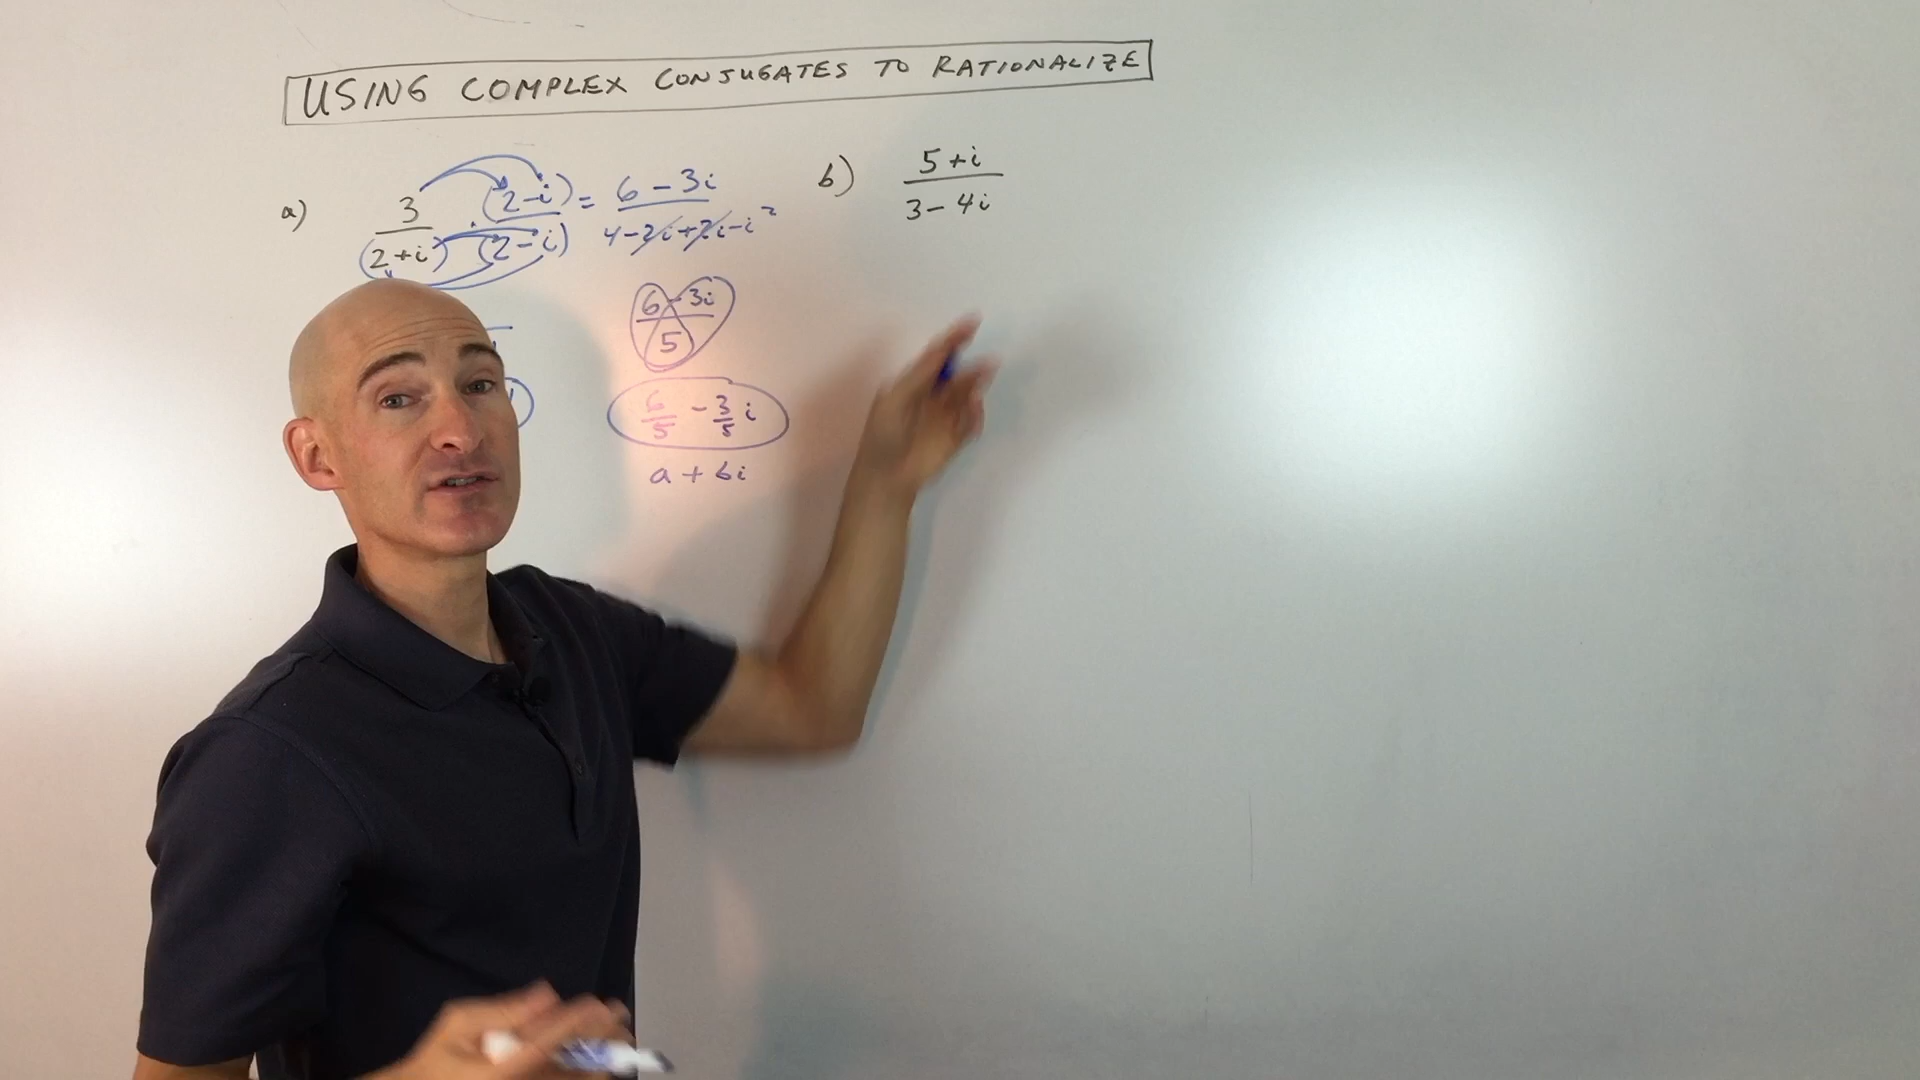 USING COMPLEX CONJUGATES TO RATIONALIZE
a) 3/(2+i) · (2-i)/(2-i) = 6-3i/4-2i+2i-i²
6-3i/5
6/5 - 3/5 i
a + bi
b) 5+i/3-4i